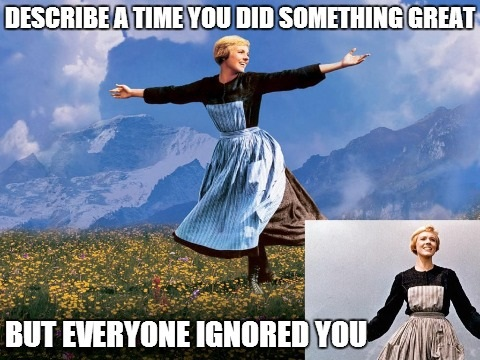 DESCRIBE A TIME YOU DID SOMETHING GREAT
BUT EVERYONE IGNORED YOU